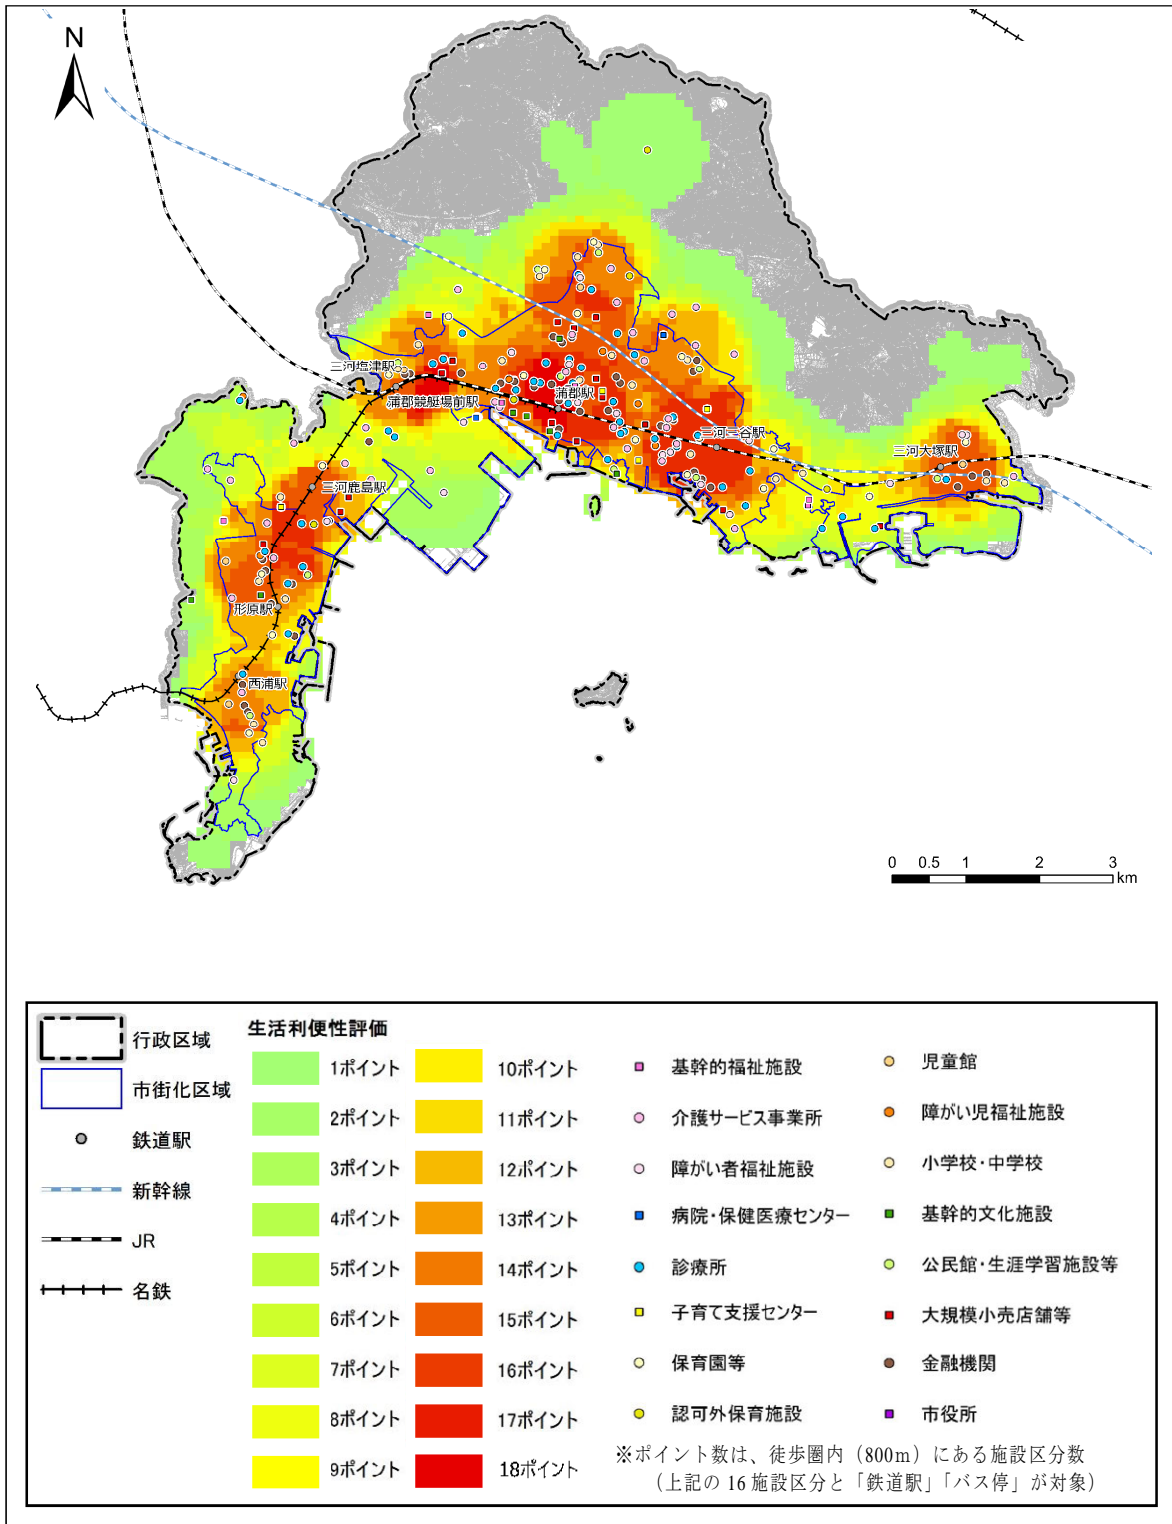 N
三河塩津駅
蒲郡競艇場前駅
蒲郡駅
三河三谷駅
三河大塚駅
三河鹿島駅
形原駅
西浦駅
0 0.5 1 2 3
km
行政区域
市街化区域
鉄道駅
新幹線
JR
名鉄
生活利便性評価
1ポイント
2ポイント
3ポイント
4ポイント
5ポイント
6ポイント
7ポイント
8ポイント
9ポイント
10ポイント
11ポイント
12ポイント
13ポイント
14ポイント
15ポイント
16ポイント
17ポイント
18ポイント
基幹的福祉施設
介護サービス事業所
障がい者福祉施設
病院・保健医療センター
診療所
子育て支援センター
保育園等
認可外保育施設
児童館
障がい児福祉施設
小学校・中学校
基幹的文化施設
公民館・生涯学習施設等
大規模小売店舗等
金融機関
市役所
※ポイント数は、徒歩圏内（800m）にある施設区分数
（上記の 16 施設区分と「鉄道駅」「バス停」が対象）